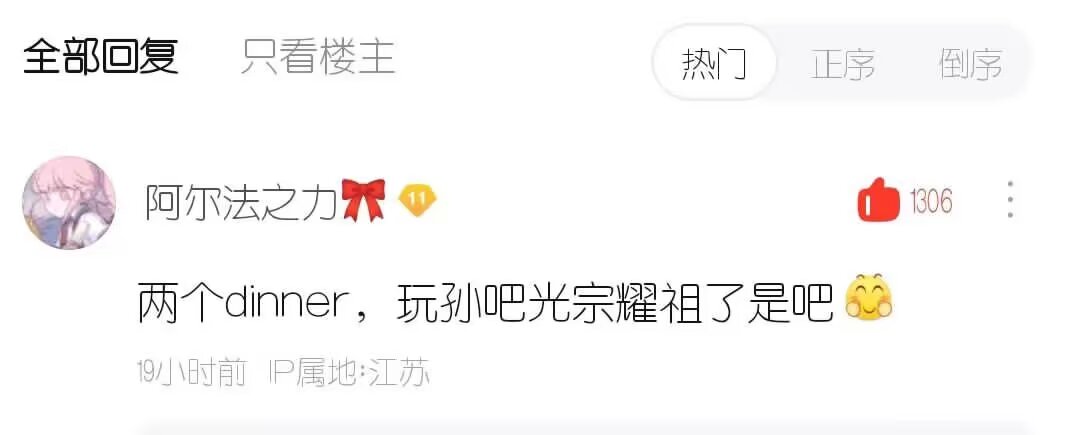 全部回复 只看楼主 热门 正序 倒序
阿尔法之力 11 1306
两个dinner，玩孙吧光宗耀祖了是吧
19小时前 IP属地:江苏